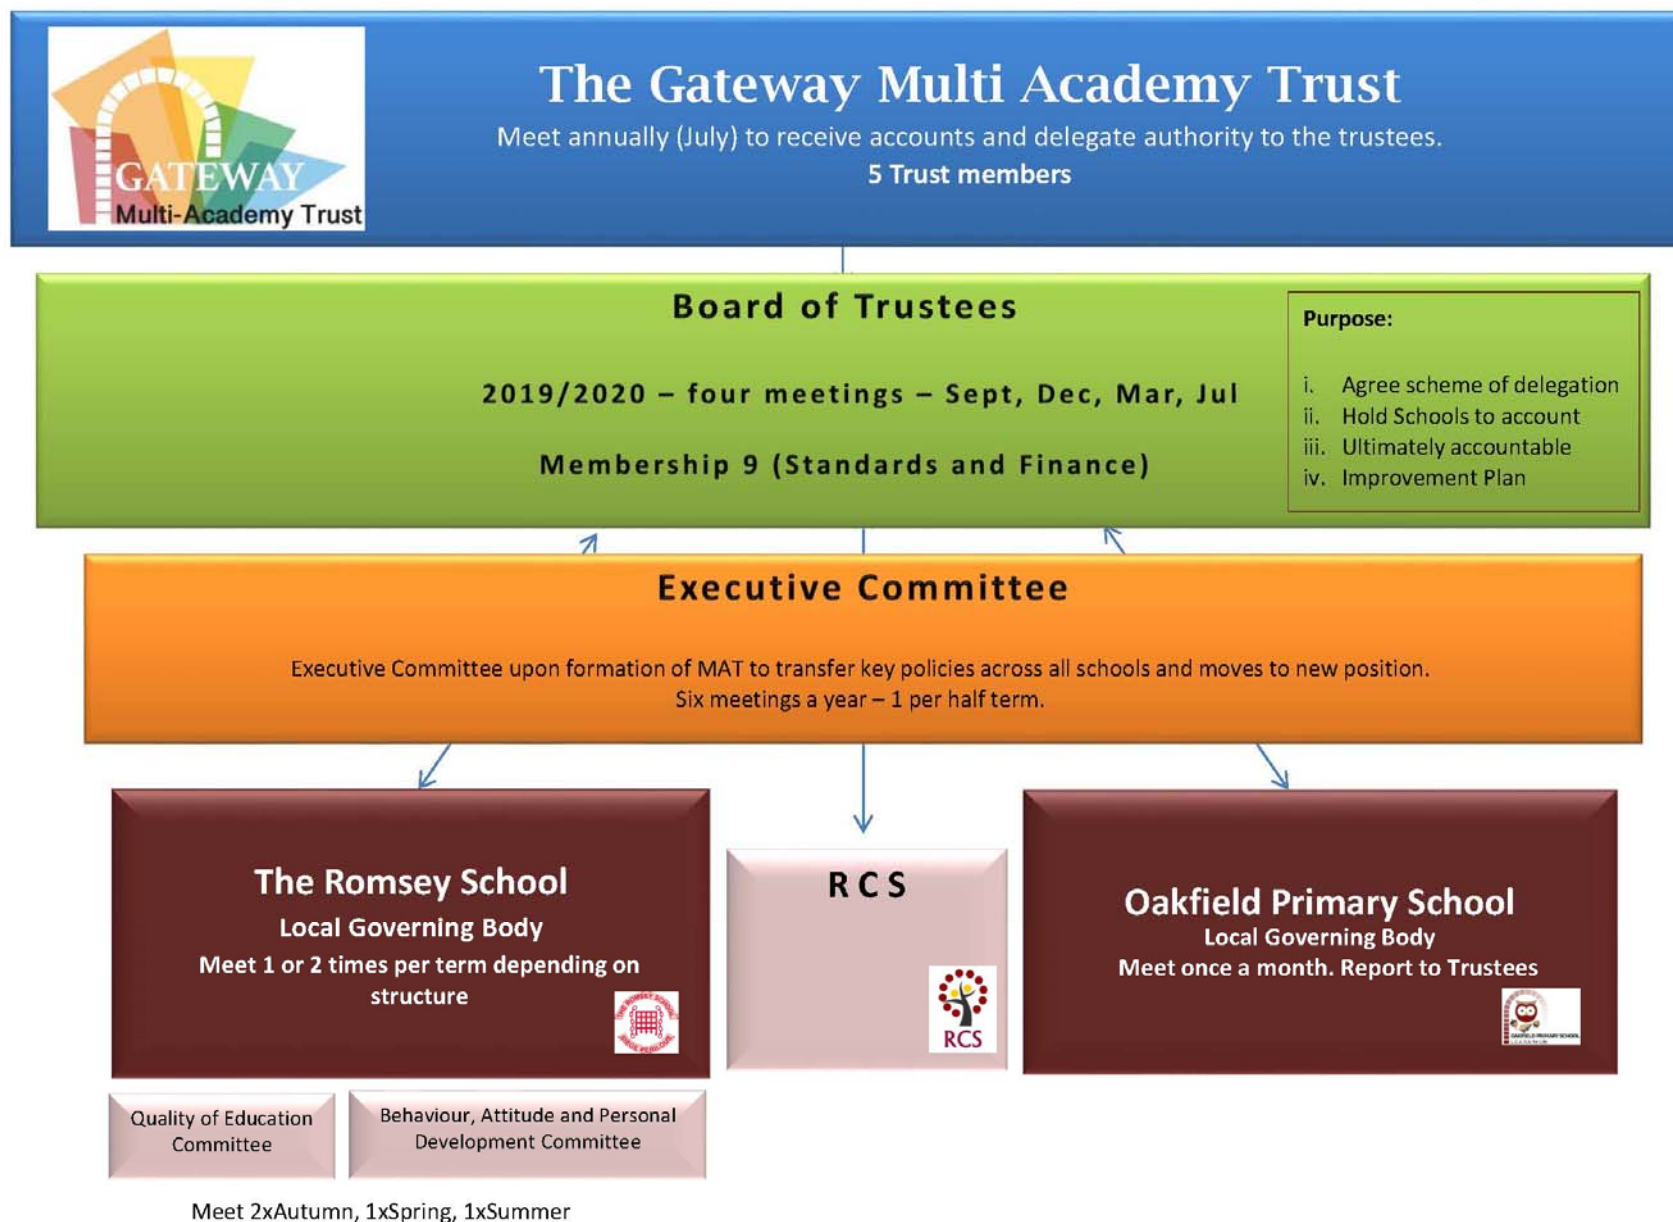 GATEWAY
Multi-Academy Trust
The Gateway Multi Academy Trust
Meet annually (July) to receive accounts and delegate authority to the trustees.
5 Trust members
Board of Trustees
2019/2020 – four meetings – Sept, Dec, Mar, Jul
Membership 9 (Standards and Finance)
Purpose:
i. Agree scheme of delegation
ii. Hold Schools to account
iii. Ultimately accountable
iv. Improvement Plan
Executive Committee
Executive Committee upon formation of MAT to transfer key policies across all schools and moves to new position.
Six meetings a year – 1 per half term.
The Romsey School
Local Governing Body
Meet 1 or 2 times per term depending on
structure
THE ROMSEY SCHOOL
R C S
RCS
Oakfield Primary School
Local Governing Body
Meet once a month. Report to Trustees
OAKFIELD PRIMARY SCHOOL
Quality of Education
Committee
Behaviour, Attitude and Personal
Development Committee
Meet 2xAutumn, 1xSpring, 1xSummer